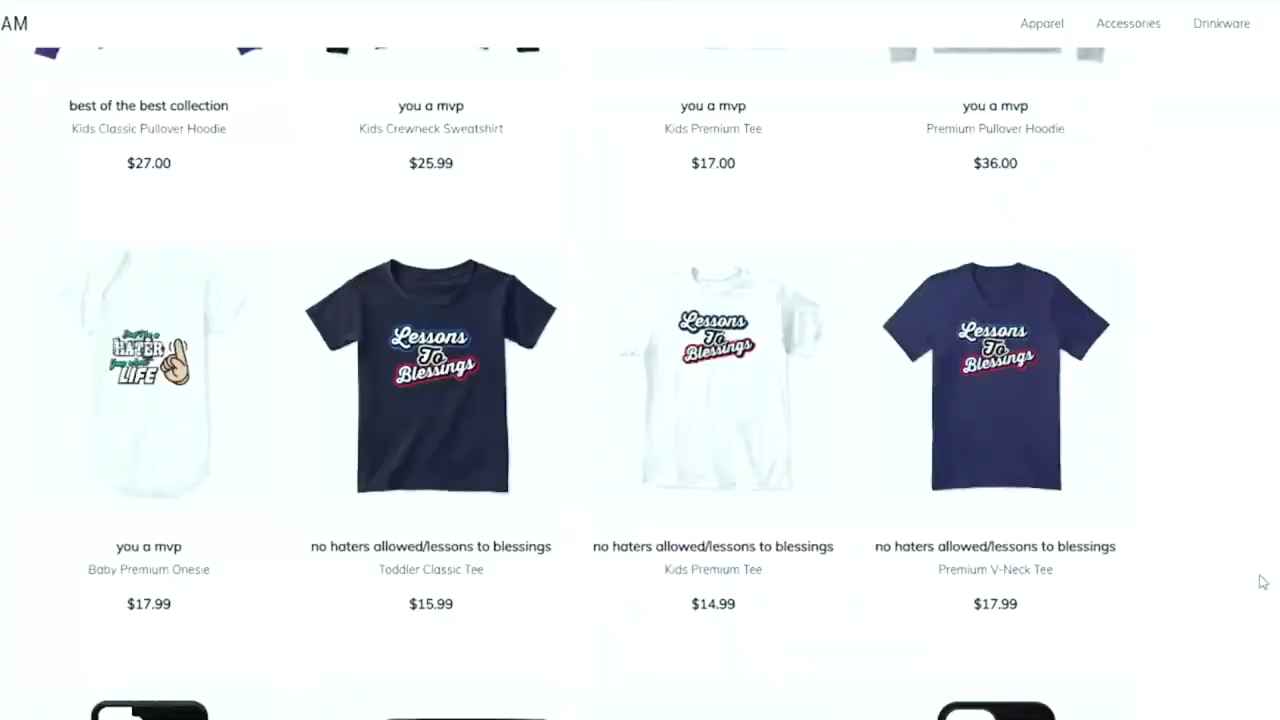 AM
Apparel
Accessories
Drinkware
best of the best collection
Kids Classic Pullover Hoodie
$27.00
you a mvp
Kids Crewneck Sweatshirt
$25.99
you a mvp
Kids Premium Tee
$17.00
you a mvp
Premium Pullover Hoodie
$36.00
HATER
LIFE
Lessons
To
Blessings
Lessons
To
Blessings
Lessons
To
Blessings
you a mvp
Baby Premium Onesie
$17.99
no haters allowed/lessons to blessings
Toddler Classic Tee
$15.99
no haters allowed/lessons to blessings
Kids Premium Tee
$14.99
no haters allowed/lessons to blessings
Premium V-Neck Tee
$17.99